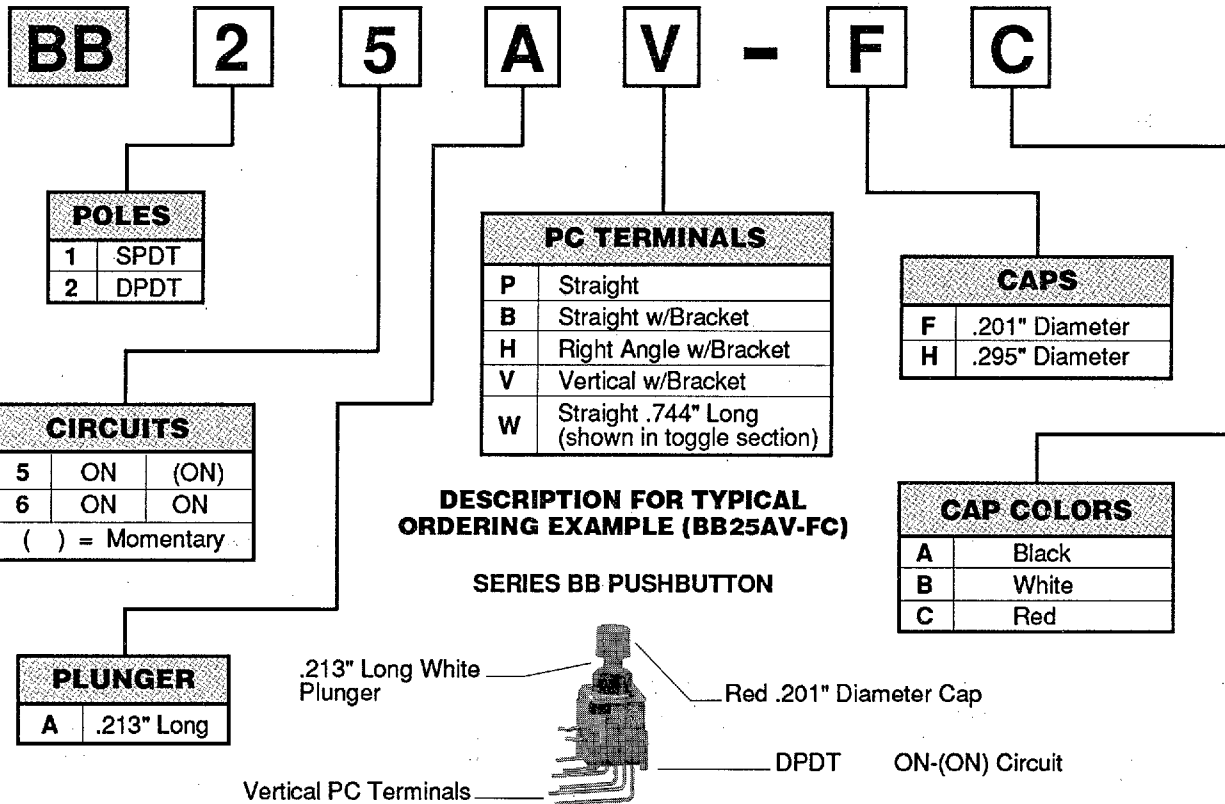 BB 2 5 A V - F C
POLES
1 SPDT
2 DPDT
PC TERMINALS
P Straight
B Straight w/Bracket
H Right Angle w/Bracket
V Vertical w/Bracket
W Straight .744" Long
(shown in toggle section)
CAPS
F .201" Diameter
H .295" Diameter
CIRCUITS
5 ON (ON)
6 ON ON
( ) = Momentary
CAP COLORS
A Black
B White
C Red
PLUNGER
A .213" Long
DESCRIPTION FOR TYPICAL
ORDERING EXAMPLE (BB25AV-FC)
SERIES BB PUSHBUTTON
.213" Long White
Plunger
Red .201" Diameter Cap
DPDT ON-(ON) Circuit
Vertical PC Terminals